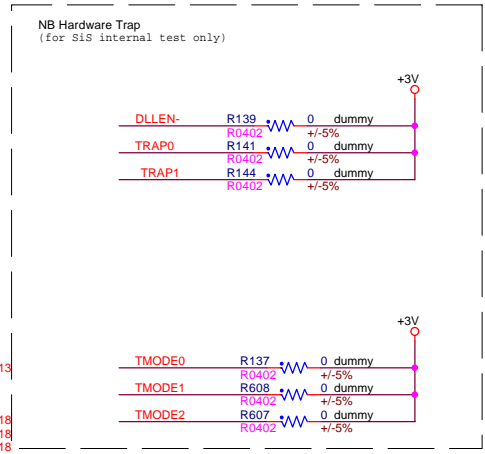 NB Hardware Trap
(for SiS internal test only)
+3V
DLLEN- R139 0 dummy
R0402 +/-5%
TRAP0 R141 0 dummy
R0402 +/-5%
TRAP1 R144 0 dummy
R0402 +/-5%
+3V
13
TMODE0 R137 0 dummy
R0402 +/-5%
TMODE1 R608 0 dummy
R0402 +/-5%
18
TMODE2 R607 0 dummy
R0402 +/-5%
18
18